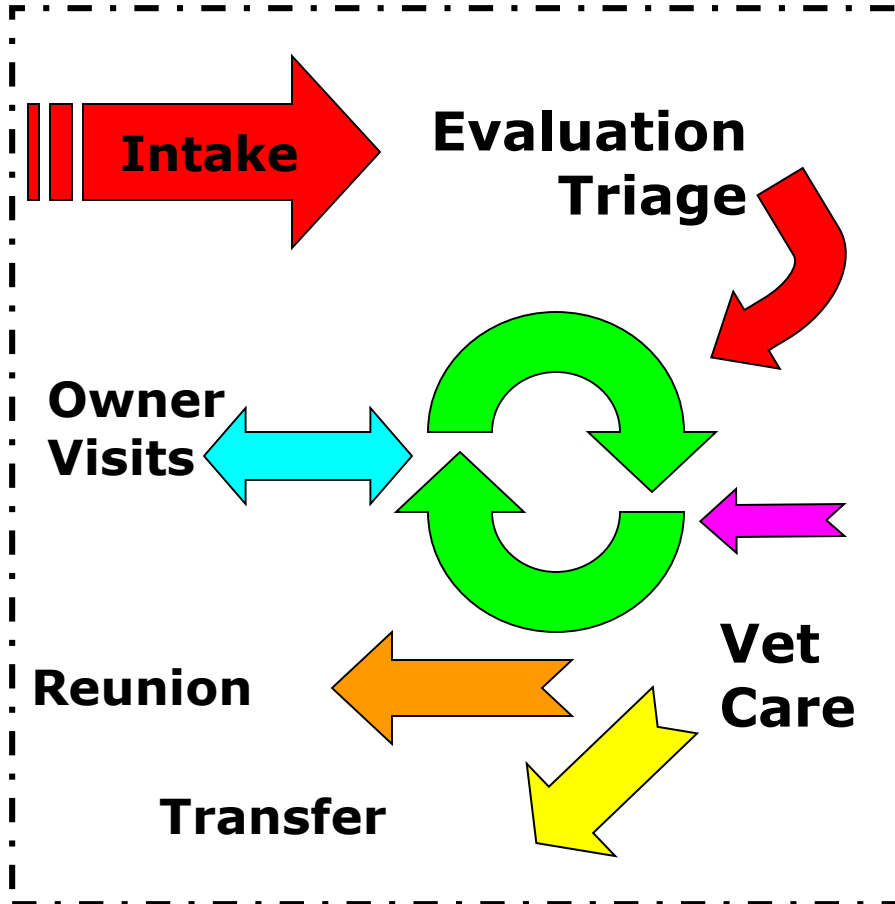 Intake
Evaluation
Triage
Owner
Visits
Vet
Care
Reunion
Transfer